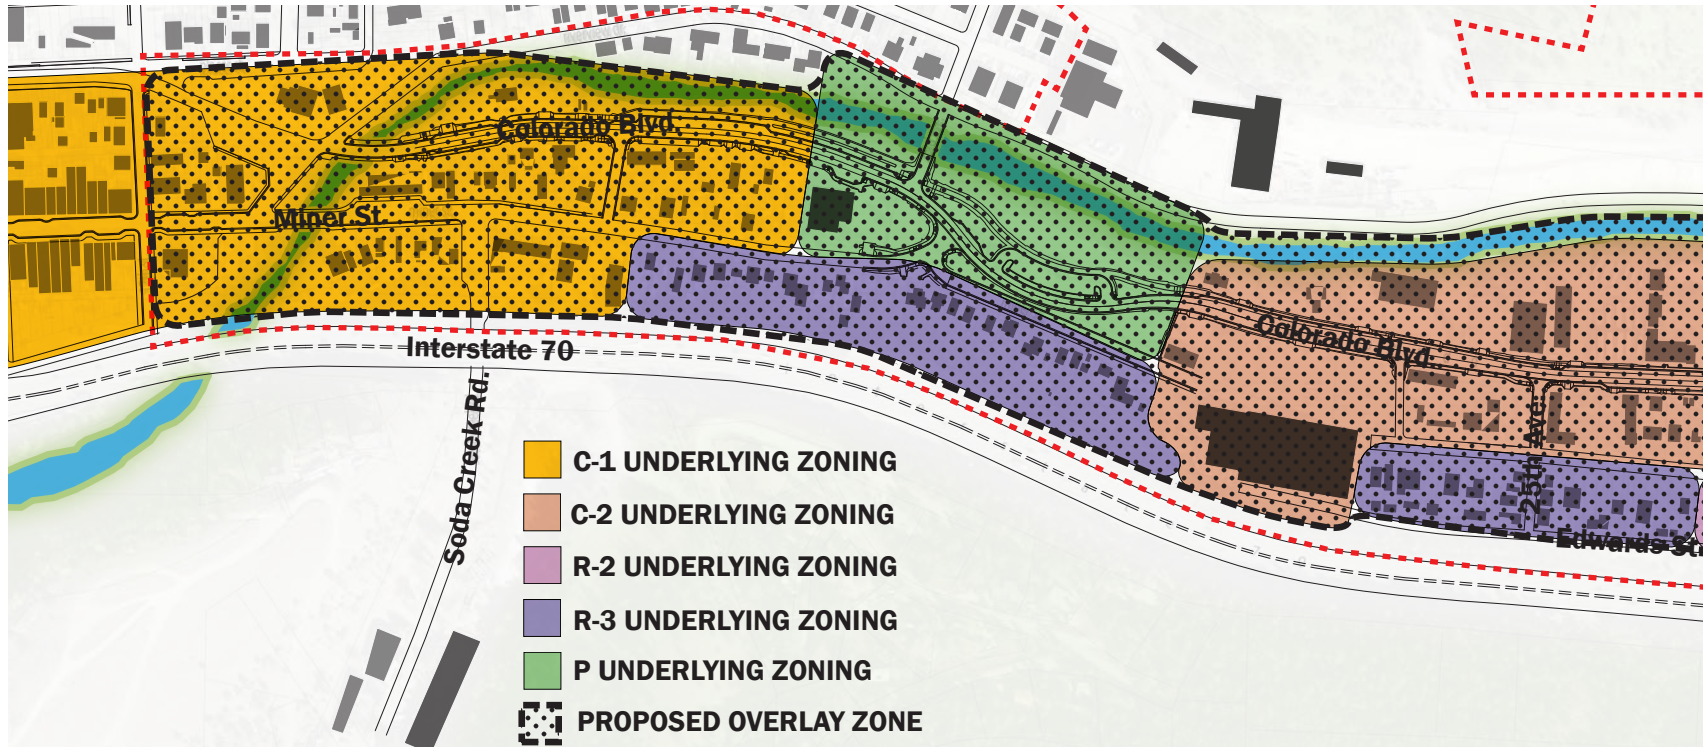 Colorado Blvd.
Miner St.
Interstate 70
Colorado Blvd.
25th Ave.
Edwards Str
Soda Creek Rd.
C-1 UNDERLYING ZONING
C-2 UNDERLYING ZONING
R-2 UNDERLYING ZONING
R-3 UNDERLYING ZONING
P UNDERLYING ZONING
PROPOSED OVERLAY ZONE